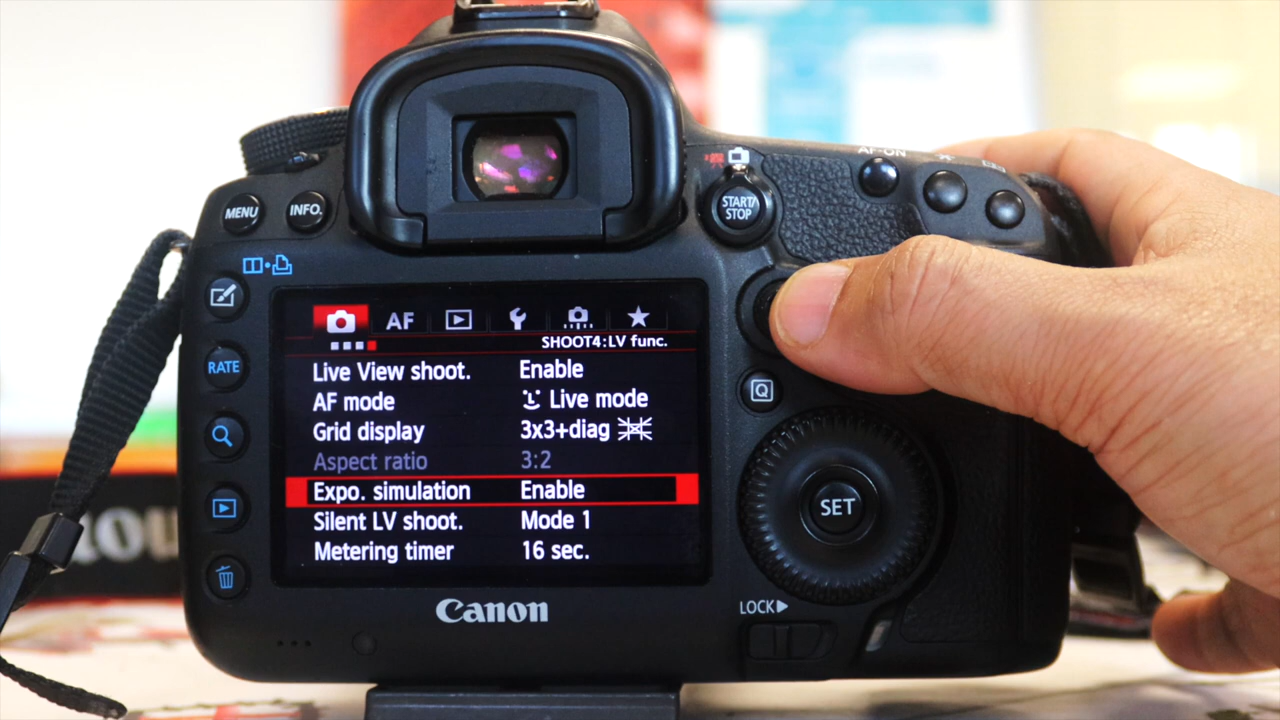 AF-ON
MENU
INFO.
START/
STOP
AF
SHOOT4:LV func.
Live View shoot. Enable
AF mode Live mode
Grid display 3x3+diag
Aspect ratio 3:2
Expo. simulation Enable
Silent LV shoot. Mode 1
Metering timer 16 sec.
RATE
Q
SET
LOCK
Canon